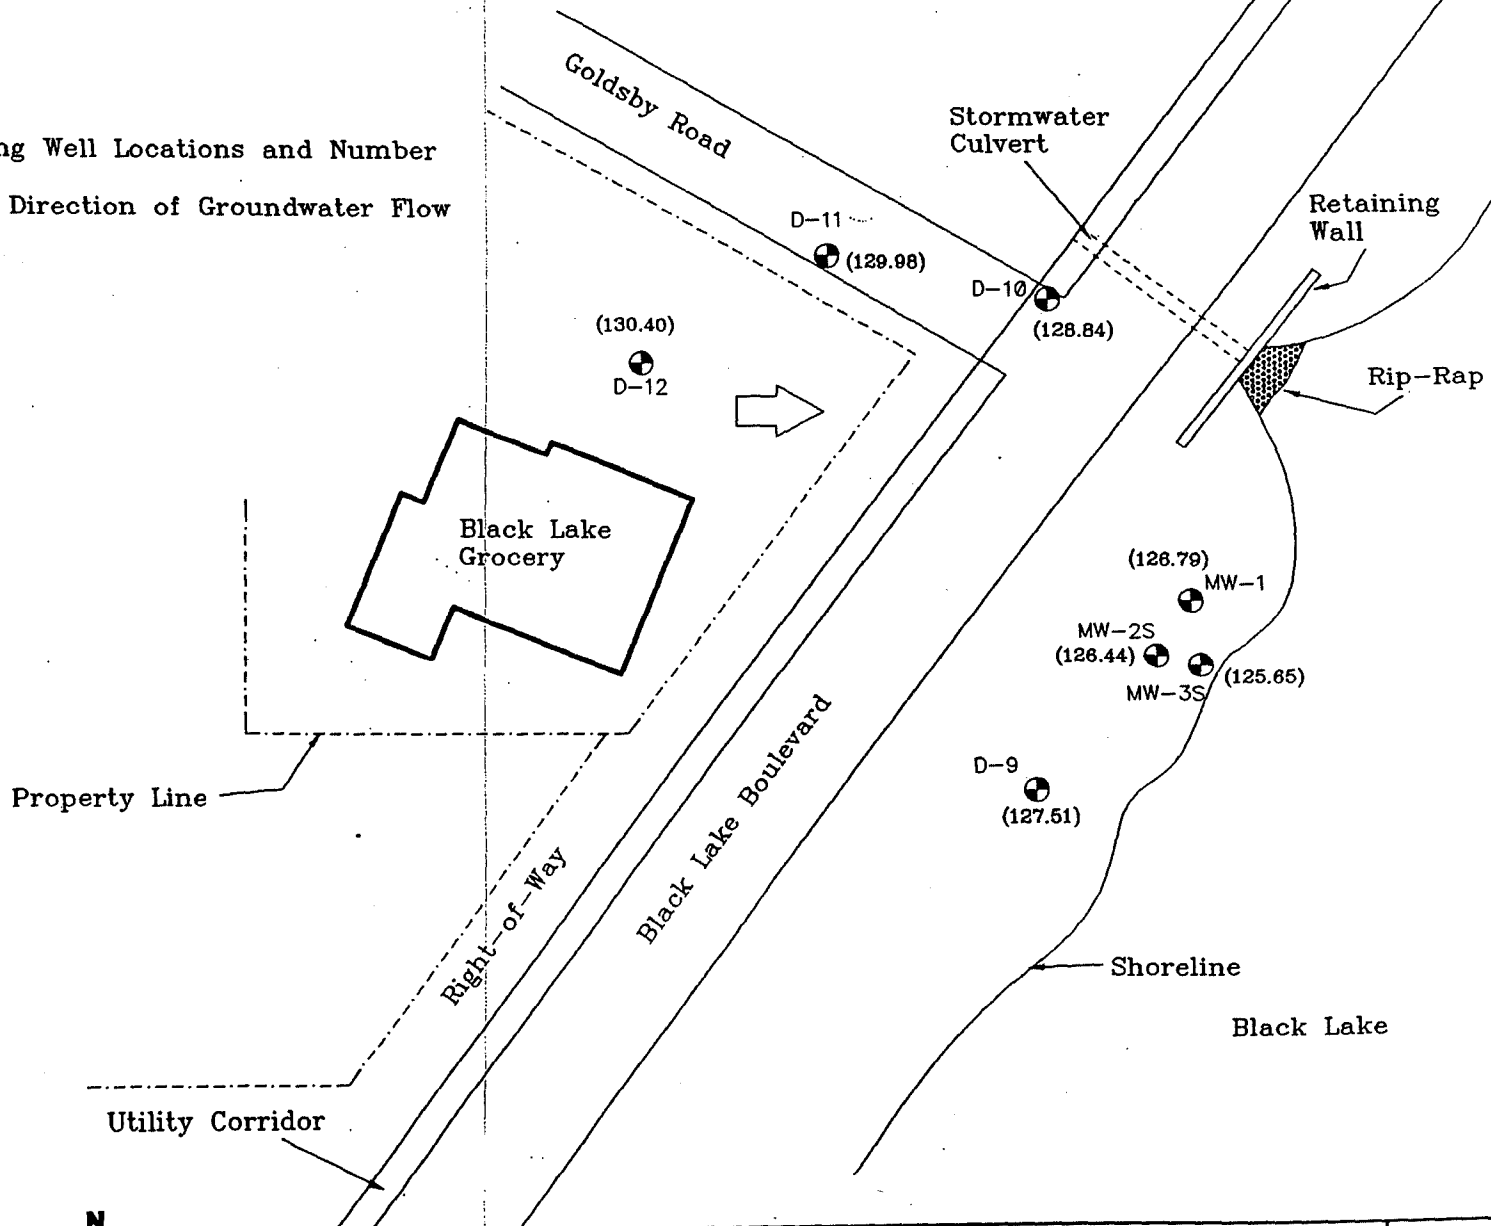 Goldsby Road
Stormwater
Culvert
ng Well Locations and Number
Direction of Groundwater Flow
Retaining
Wall
D-11
(129.98)
D-10
(128.84)
(130.40)
D-12
Rip-Rap
Black Lake
Grocery
(126.79)
MW-1
MW-2S
(126.44)
(125.65)
MW-3S
D-9
(127.51)
Property Line
Black Lake Boulevard
Right-of-Way
Shoreline
Black Lake
Utility Corridor
N